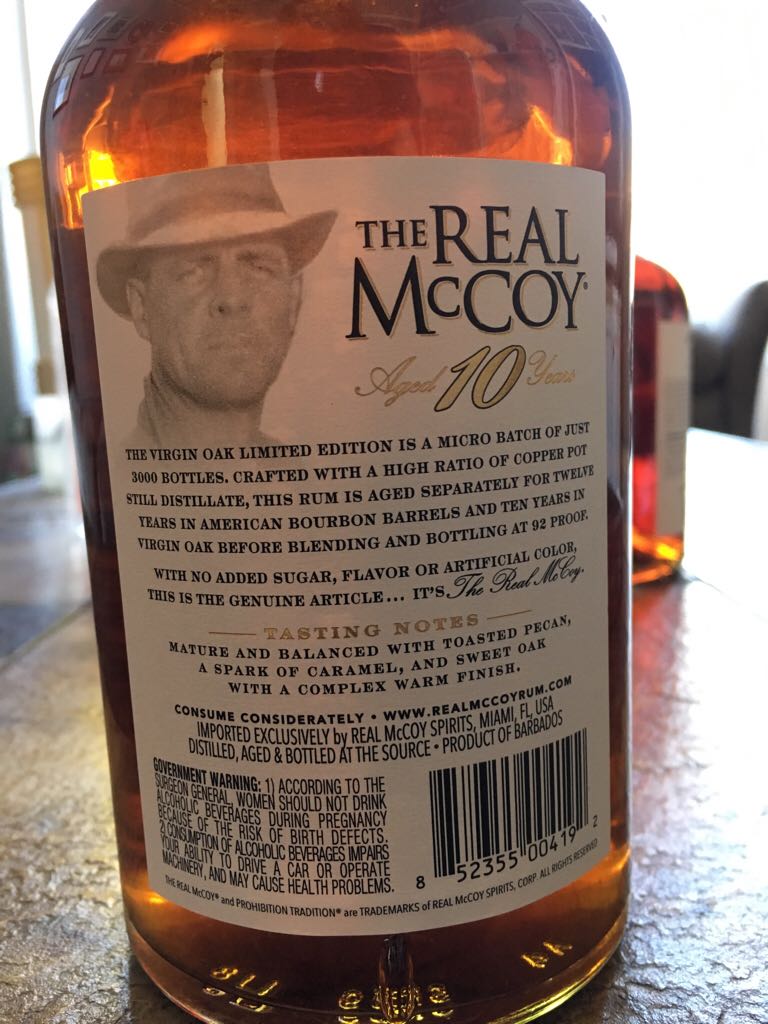 THE REAL
McCOY®
Aged 10 Years
THE VIRGIN OAK LIMITED EDITION IS A MICRO BATCH OF JUST
3000 BOTTLES. CRAFTED WITH A HIGH RATIO OF COPPER POT
STILL DISTILLATE, THIS RUM IS AGED SEPARATELY FOR TWELVE
YEARS IN AMERICAN BOURBON BARRELS AND TEN YEARS IN
VIRGIN OAK BEFORE BLENDING AND BOTTLING AT 92 PROOF.
WITH NO ADDED SUGAR, FLAVOR OR ARTIFICIAL COLOR,
THIS IS THE GENUINE ARTICLE... IT'S The Real McCoy.
TASTING NOTES
MATURE AND BALANCED WITH TOASTED PECAN,
A SPARK OF CARAMEL, AND SWEET OAK
WITH A COMPLEX WARM FINISH.
CONSUME CONSIDERATELY • WWW.REALMCCOYRUM.COM
IMPORTED EXCLUSIVELY by REAL McCOY SPIRITS, MIAMI, FL, USA
DISTILLED, AGED & BOTTLED AT THE SOURCE • PRODUCT OF BARBADOS
GOVERNMENT WARNING: 1) ACCORDING TO THE
SURGEON GENERAL, WOMEN SHOULD NOT DRINK
ALCOHOLIC BEVERAGES DURING PREGNANCY
BECAUSE OF THE RISK OF BIRTH DEFECTS.
2) CONSUMPTION OF ALCOHOLIC BEVERAGES IMPAIRS
YOUR ABILITY TO DRIVE A CAR OR OPERATE
MACHINERY, AND MAY CAUSE HEALTH PROBLEMS.
8 52355 00419 2
THE REAL McCOY® and PROHIBITION TRADITION® are TRADEMARKS of REAL McCOY SPIRITS, CORP. ALL RIGHTS RESERVED